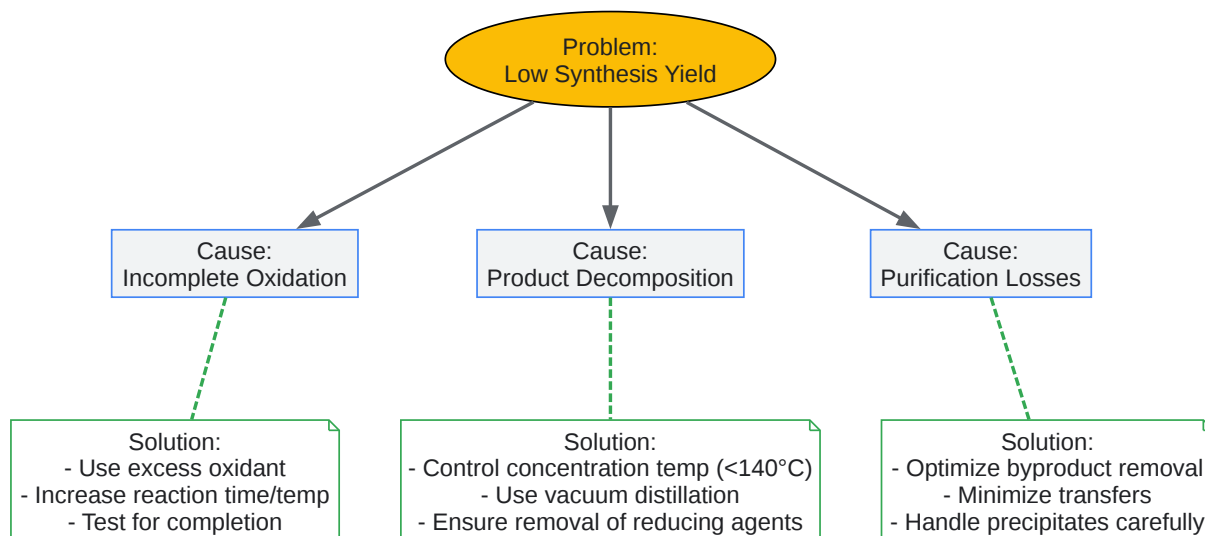 Problem:
Low Synthesis Yield
Cause:
Incomplete Oxidation
Cause:
Product Decomposition
Cause:
Purification Losses
Solution:
- Use excess oxidant
- Increase reaction time/temp
- Test for completion
Solution:
- Control concentration temp (<140°C)
- Use vacuum distillation
- Ensure removal of reducing agents
Solution:
- Optimize byproduct removal
- Minimize transfers
- Handle precipitates carefully